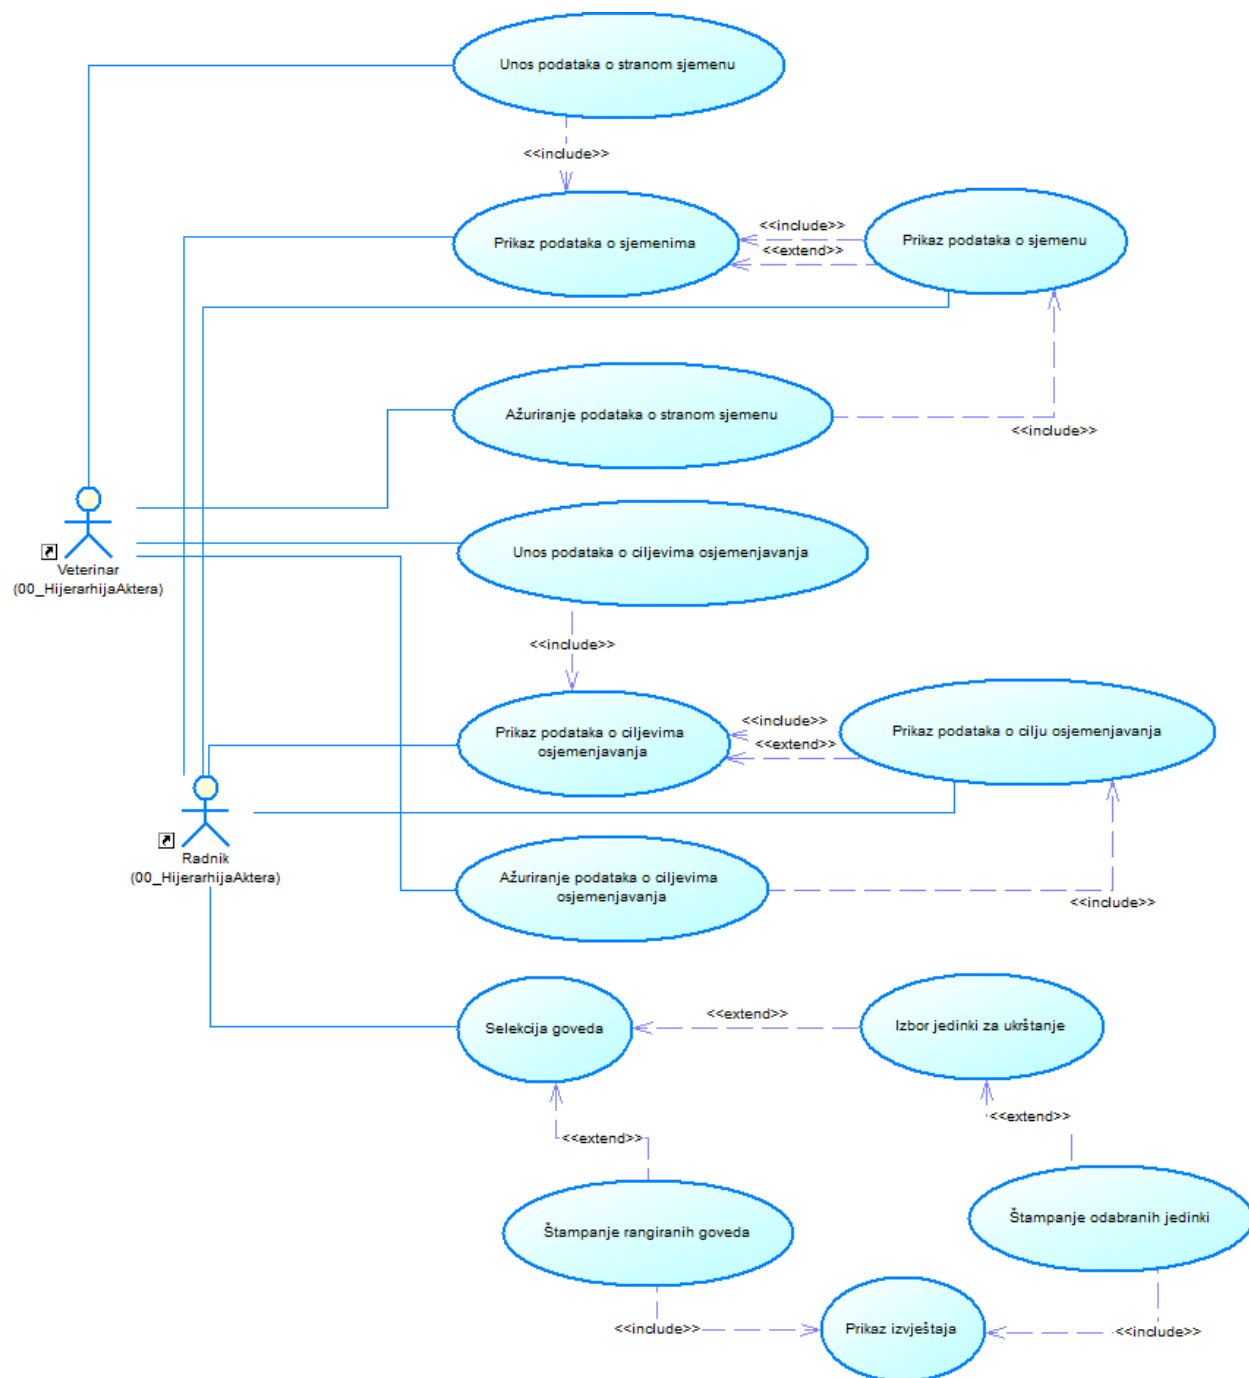 Unos podataka o stranom sjemenu
<<include>>
Prikaz podataka o sjemenima
<<include>>
<<extend>>
Prikaz podataka o sjemenu
Ažuriranje podataka o stranom sjemenu
<<include>>
Veterinar
(00_HijerarhijaAktera)
Unos podataka o ciljevima osjemenjavanja
<<include>>
Prikaz podataka o ciljevima
osjemenjavanja
<<include>>
<<extend>>
Prikaz podataka o cilju osjemenjavanja
Radnik
(00_HijerarhijaAktera)
Ažuriranje podataka o ciljevima
osjemenjavanja
<<include>>
Selekcija goveda
<<extend>>
Izbor jedinki za ukrštanje
<<extend>>
<<extend>>
Štampanje rangiranih goveda
Štampanje odabranih jedinki
<<include>>
Prikaz izvještaja
<<include>>